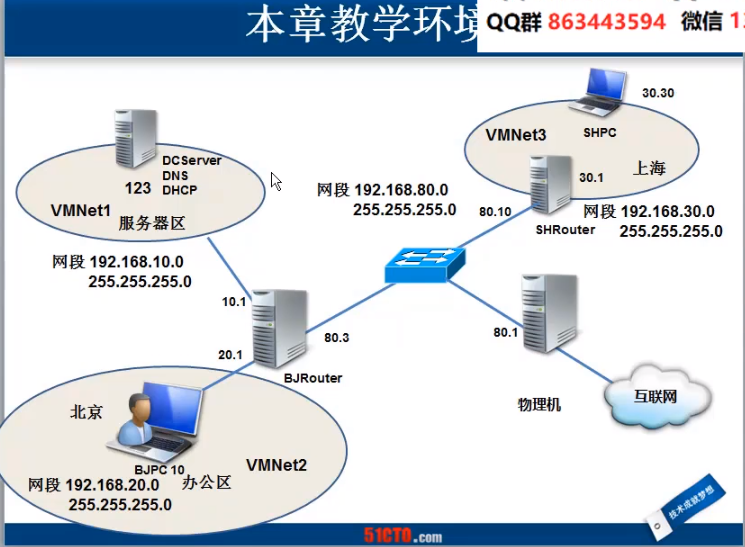 本章教学环境
QQ群 863443594 微信 1
30.30
VMNet3
SHPC
DCServer
DNS
DHCP
123
VMNet1
服务器区
30.1
上海
网段 192.168.80.0
255.255.255.0
80.10
SHRouter
网段 192.168.30.0
255.255.255.0
网段 192.168.10.0
255.255.255.0
10.1
80.3
80.1
20.1
BJRouter
物理机
互联网
北京
BJPC 10
办公区
VMNet2
网段 192.168.20.0
255.255.255.0
技术成就梦想
51CTO.com